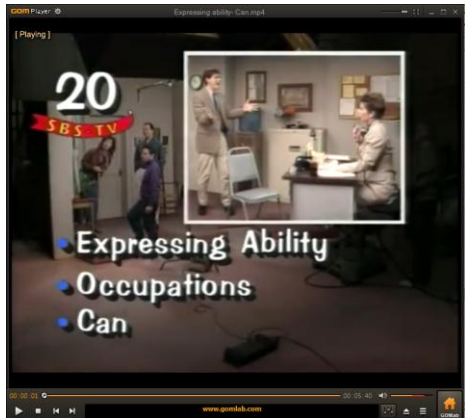 GOM Player
Expressing ability- Can.mp4
[ Playing ]
20
SBS-TV
Expressing Ability
Occupations
Can
00:00:01
00:05:40
www.gomlab.com
GOMlab